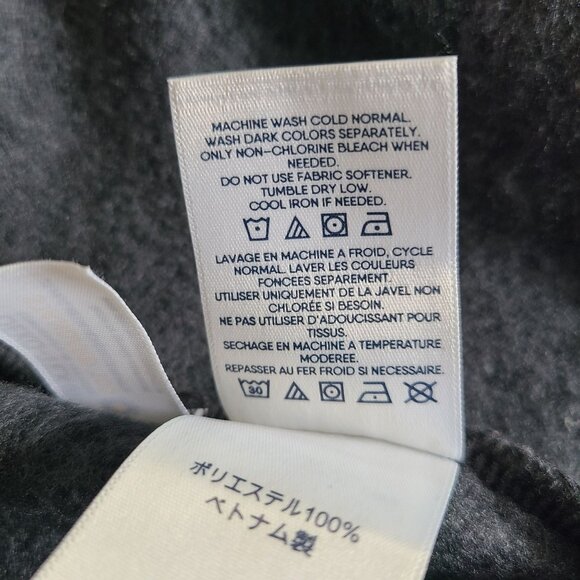 MACHINE WASH COLD NORMAL.
WASH DARK COLORS SEPARATELY.
ONLY NON-CHLORINE BLEACH WHEN
NEEDED.
DO NOT USE FABRIC SOFTENER.
TUMBLE DRY LOW.
COOL IRON IF NEEDED.
LAVAGE EN MACHINE A FROID, CYCLE
NORMAL. LAVER LES COULEURS
FONCÉES SEPAREMENT.
UTILISER UNIQUEMENT DE LA JAVEL NON
CHLORÉE SI BESOIN.
NE PAS UTILISER D'ADOUCISSANT POUR
TISSUS.
SECHAGE EN MACHINE A TEMPERATURE
MODEREE.
REPASSER AU FER FROID SI NECESSAIRE.
30
ポリエステル100%
ベトナム製